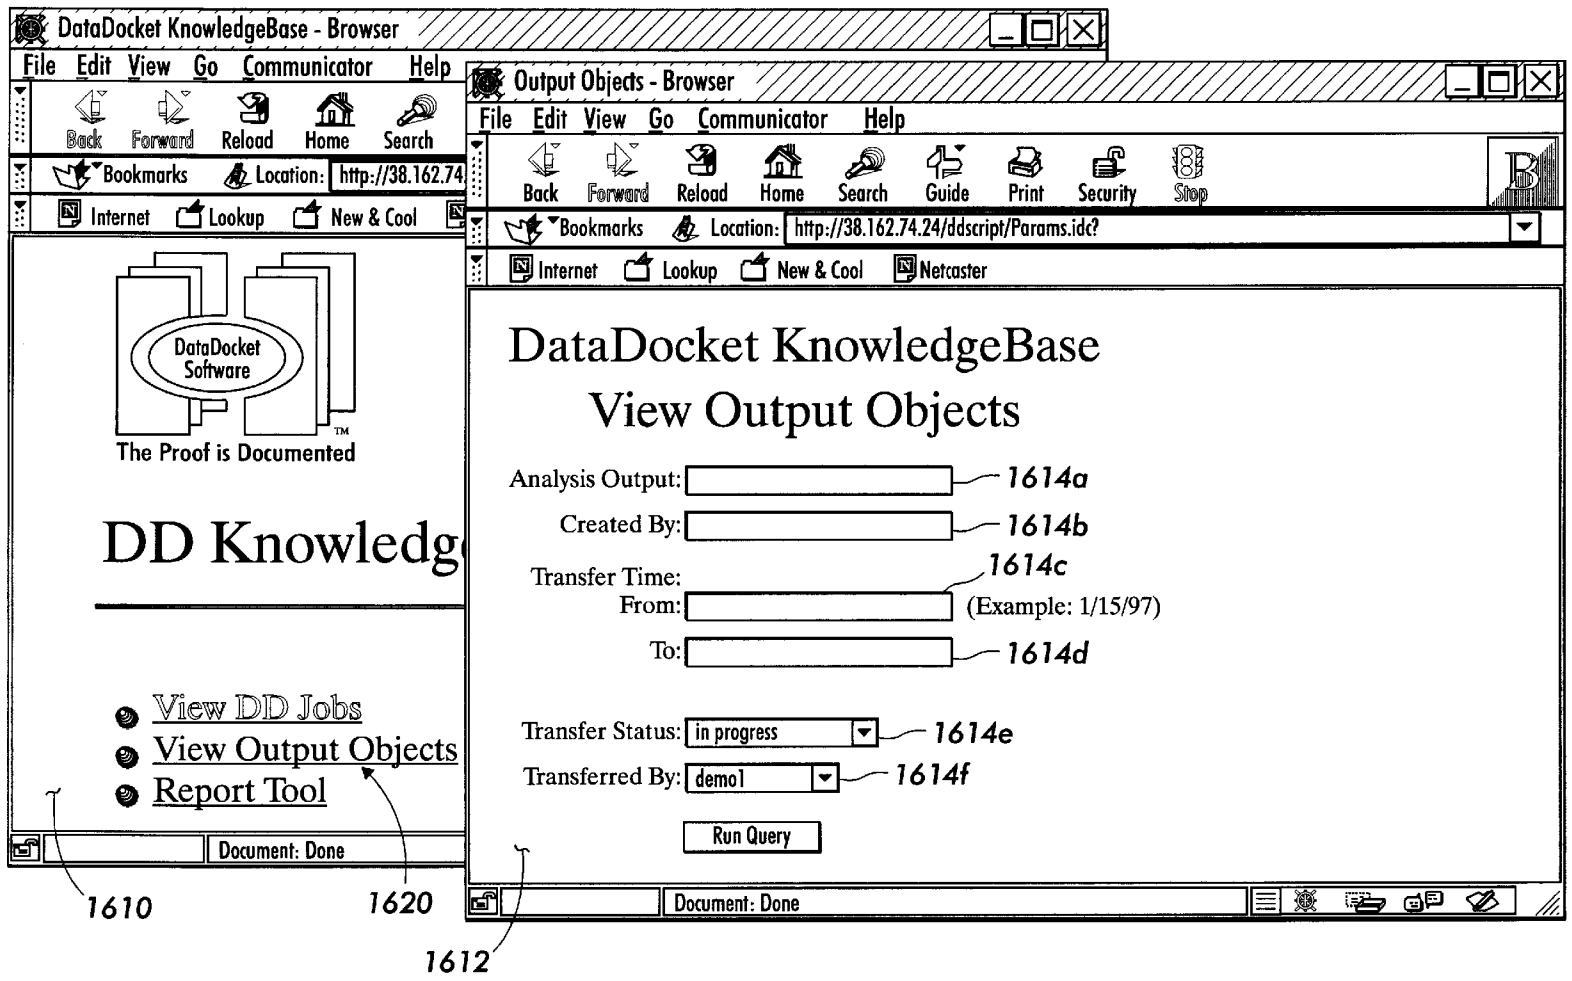 DataDocket KnowledgeBase - Browser
File Edit View Go Communicator Help
Back Forward Reload Home Search
Bookmarks Location: http://38.162.74.
Internet Lookup New & Cool
DataDocket
Software
TM
The Proof is Documented
DD Knowledge
View DD Jobs
View Output Objects
Report Tool
Document: Done
1610
1620
Output Objects - Browser
File Edit View Go Communicator Help
Back Forward Reload Home Search Guide Print Security Stop
B
Bookmarks Location: http://38.162.74.24/ddscript/Params.idc?
Internet Lookup New & Cool Netcaster
DataDocket KnowledgeBase
View Output Objects
Analysis Output: 1614a
Created By: 1614b
Transfer Time: 1614c
From: (Example: 1/15/97)
To: 1614d
Transfer Status: in progress 1614e
Transferred By: demo1 1614f
Run Query
Document: Done
1612